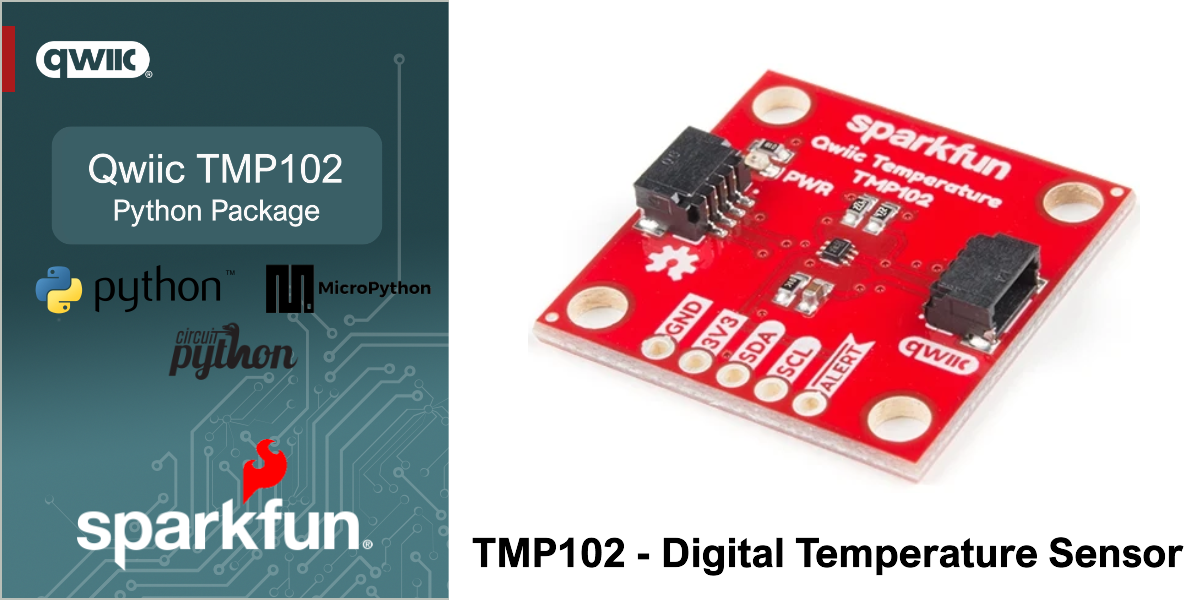 qwiic®
Qwiic TMP102
Python Package
python™
MicroPython
circuit
python
sparkfun®
sparkfun
Qwiic Temperature
TMP102
PWR
GND
3V3
SDA
SCL
ALERT
qwiic
TMP102 - Digital Temperature Sensor